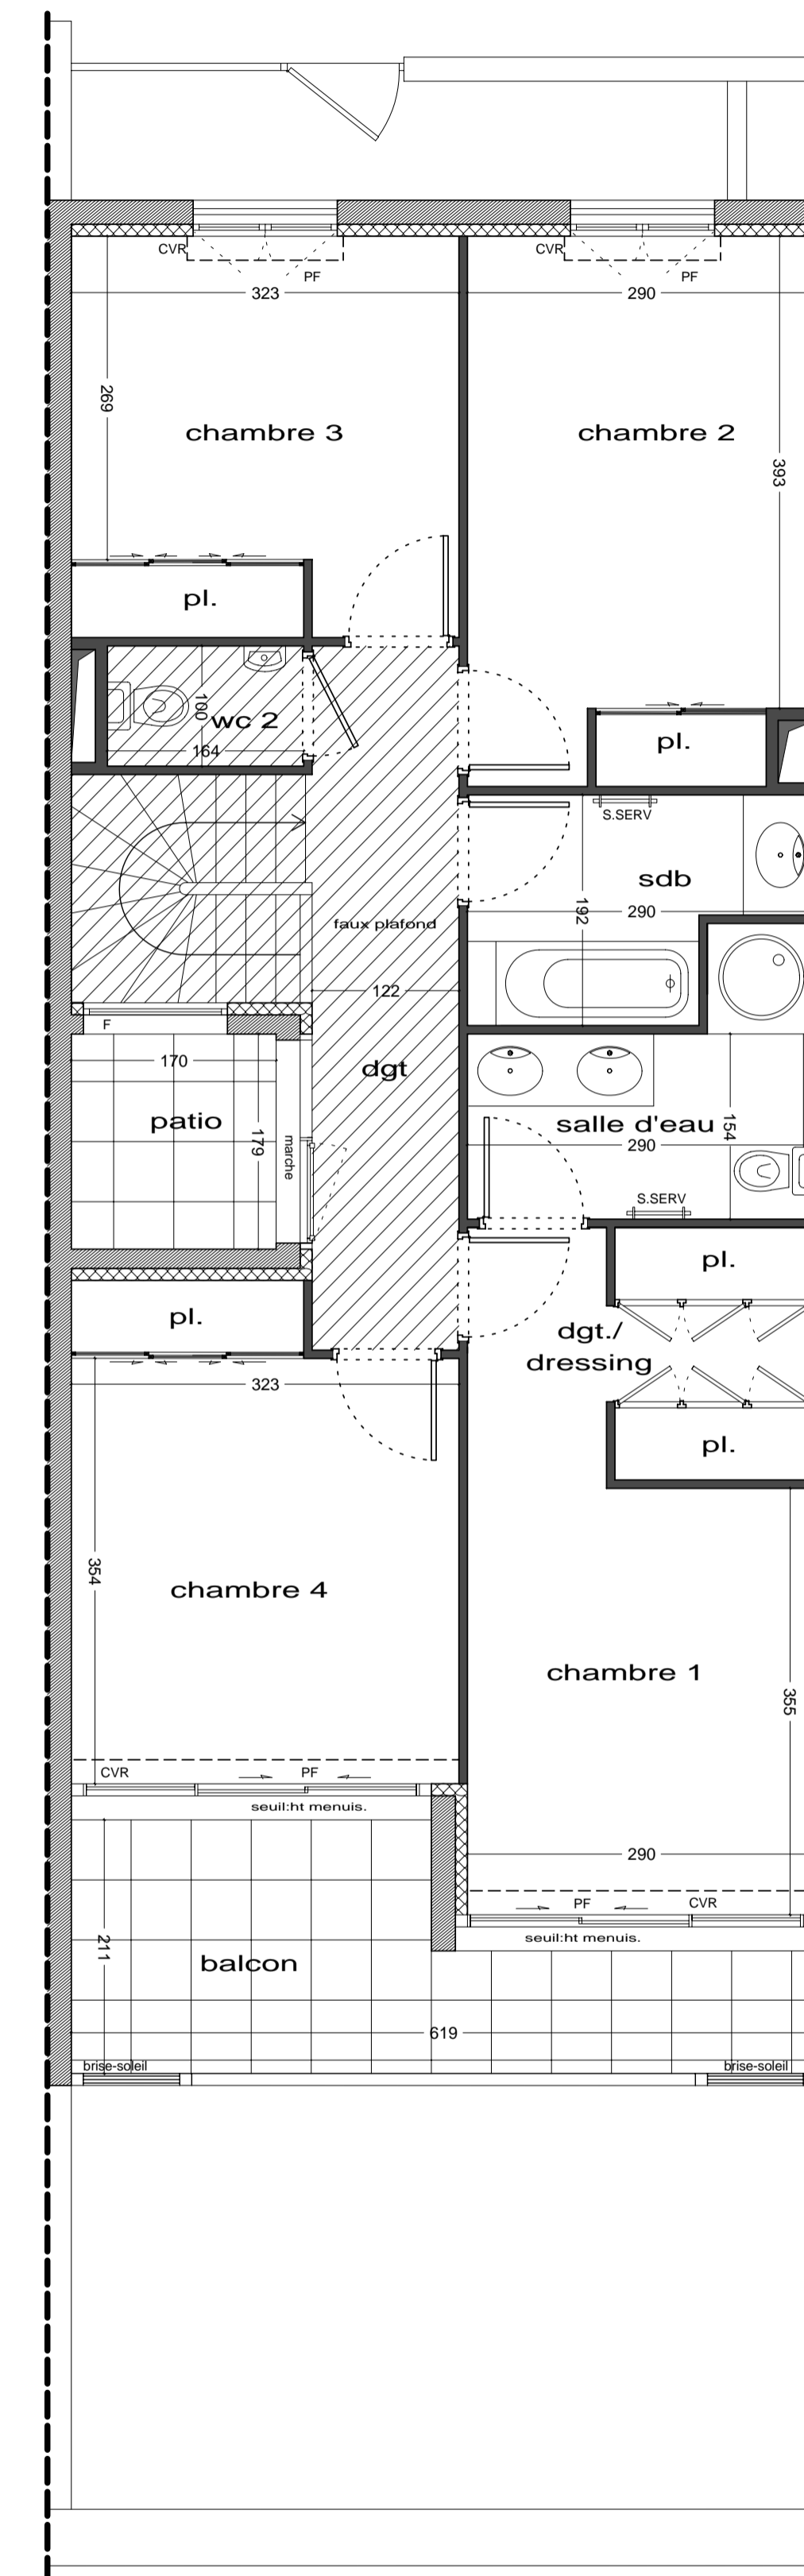 CVR
PF
CVR
PF
323
290
269
chambre 3
chambre 2
393
pl.
100
wc 2
164
pl.
S.SERV
sdb
192
290
faux plafond
122
F
170
dgt
patio
179
marche
salle d'eau
154
290
S.SERV
pl.
pl.
dgt./
dressing
323
pl.
354
chambre 4
chambre 1
355
CVR
PF
seuil:ht menuis.
290
PF
CVR
seuil:ht menuis.
211
balcon
619
brise-soleil
brise-soleil